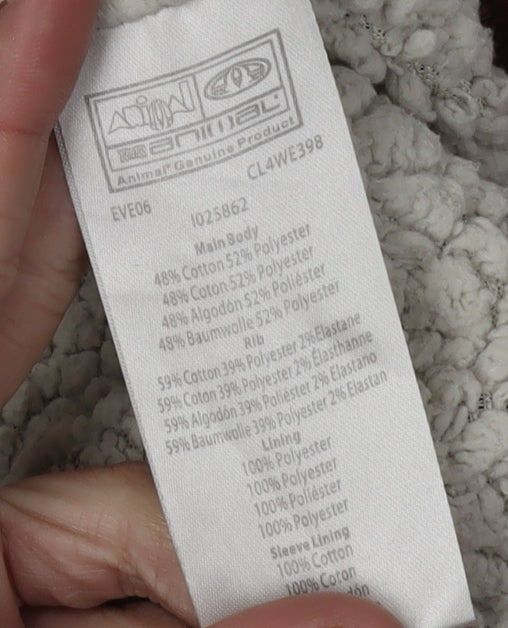 animal
Animal® Genuine Product
CL4WE398
EVE06
I025862
Main Body
48% Cotton 52% Polyester
48% Coton 52% Polyester
48% Algodón 52% Poliéster
48% Baumwolle 52% Polyester
Rib
59% Cotton 39% Polyester 2% Elastane
59% Coton 39% Polyester 2% Élasthanne
59% Algodón 39% Poliéster 2% Elastano
59% Baumwolle 39% Polyester 2% Elastan
Lining
100% Polyester
100% Polyester
100% Poliéster
100% Polyester
Sleeve Lining
100% Cotton
100% Coton